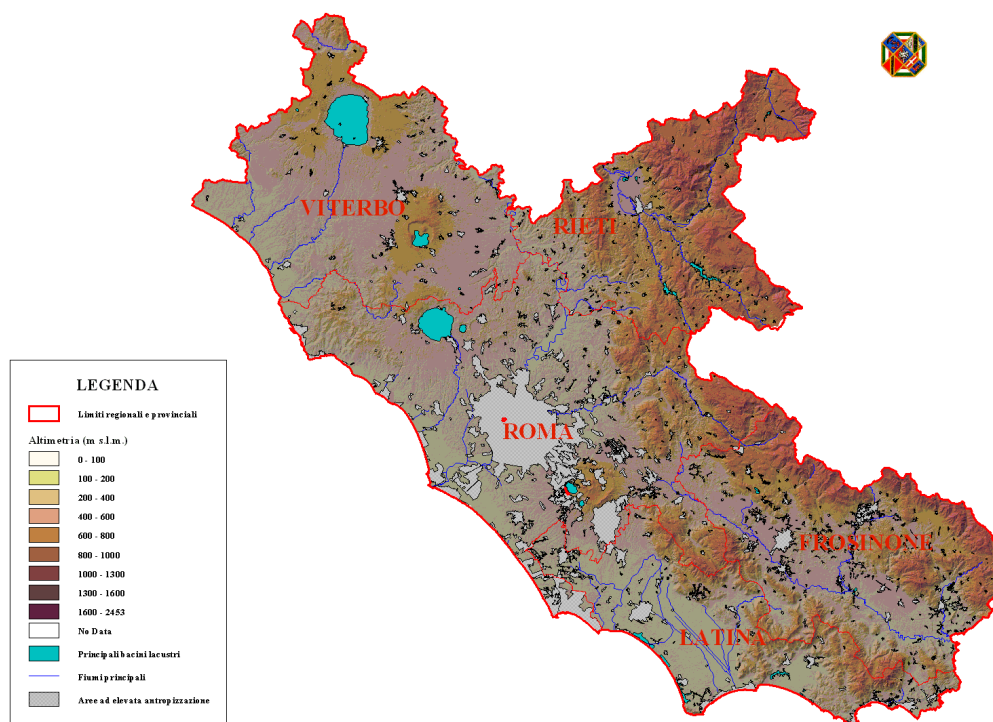 VITERBO
RIETI
ROMA
FROSINONE
LATINA
LEGENDA
Limiti regionali e provinciali
Altimetria (m s.l.m.)
0 - 100
100 - 200
200 - 400
400 - 600
600 - 800
800 - 1000
1000 - 1300
1300 - 1600
1600 - 2453
No Data
Principali bacini lacustri
Fiumi principali
Aree ad elevata antropizzazione